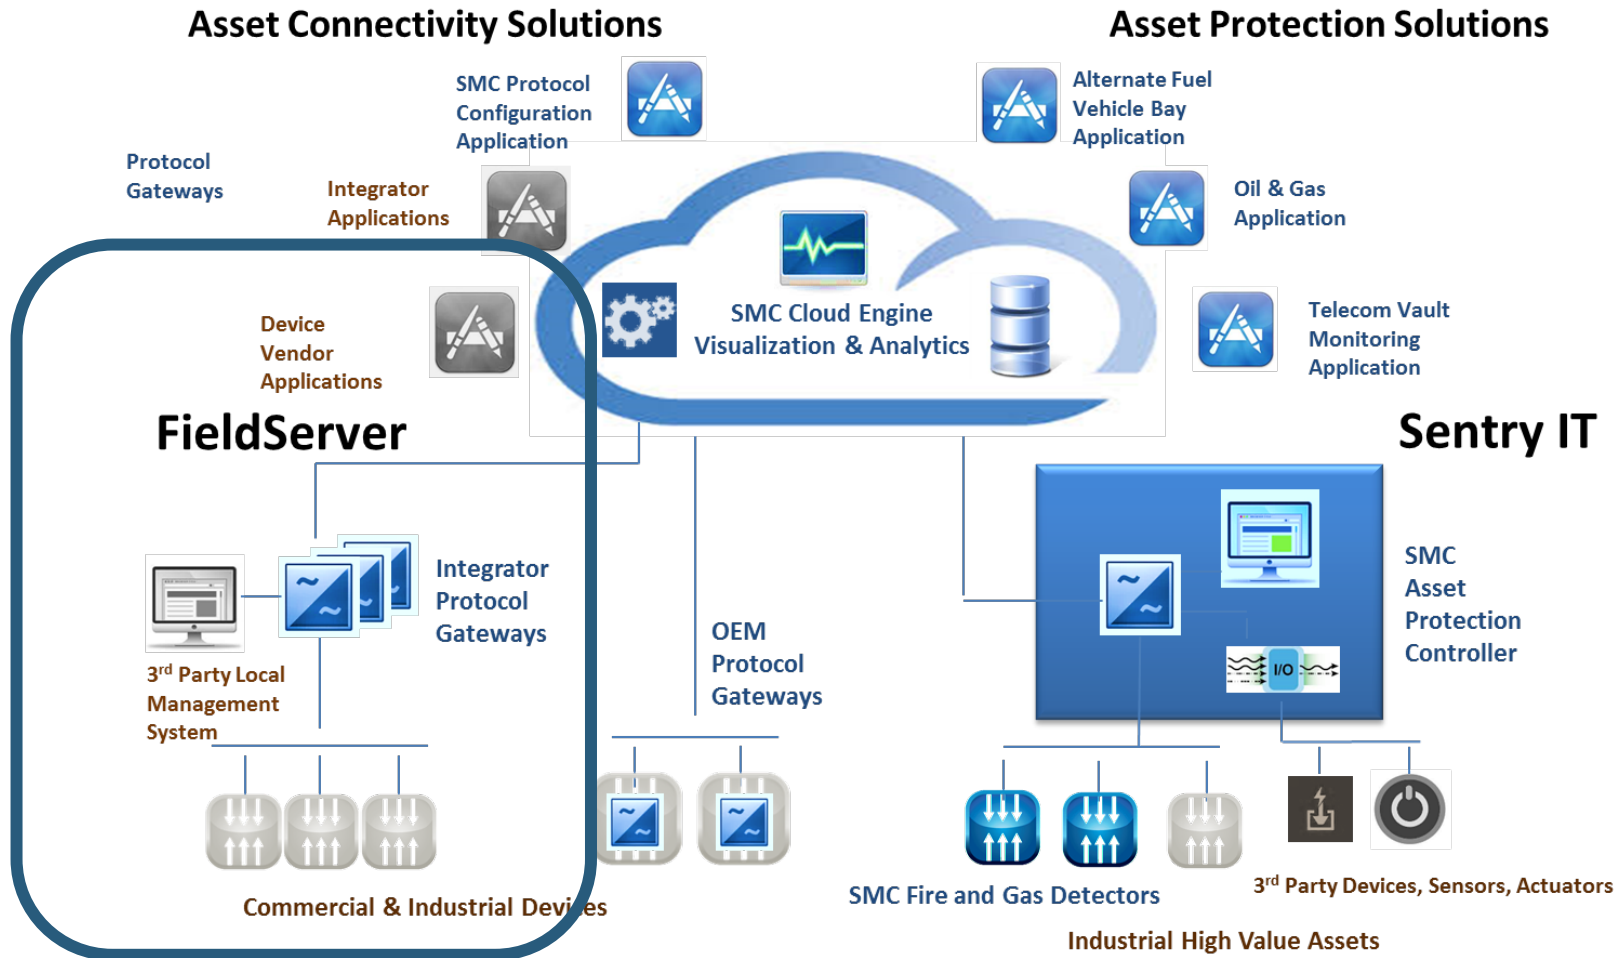 Asset Connectivity Solutions
Asset Protection Solutions
SMC Protocol
Configuration
Application
Alternate Fuel
Vehicle Bay
Application
Protocol
Gateways
Integrator
Applications
Oil & Gas
Application
Device
Vendor
Applications
SMC Cloud Engine
Visualization & Analytics
Telecom Vault
Monitoring
Application
FieldServer
Sentry IT
Integrator
Protocol
Gateways
3rd Party Local
Management
System
OEM
Protocol
Gateways
I/O
SMC
Asset
Protection
Controller
Commercial & Industrial Devices
SMC Fire and Gas Detectors
3rd Party Devices, Sensors, Actuators
Industrial High Value Assets